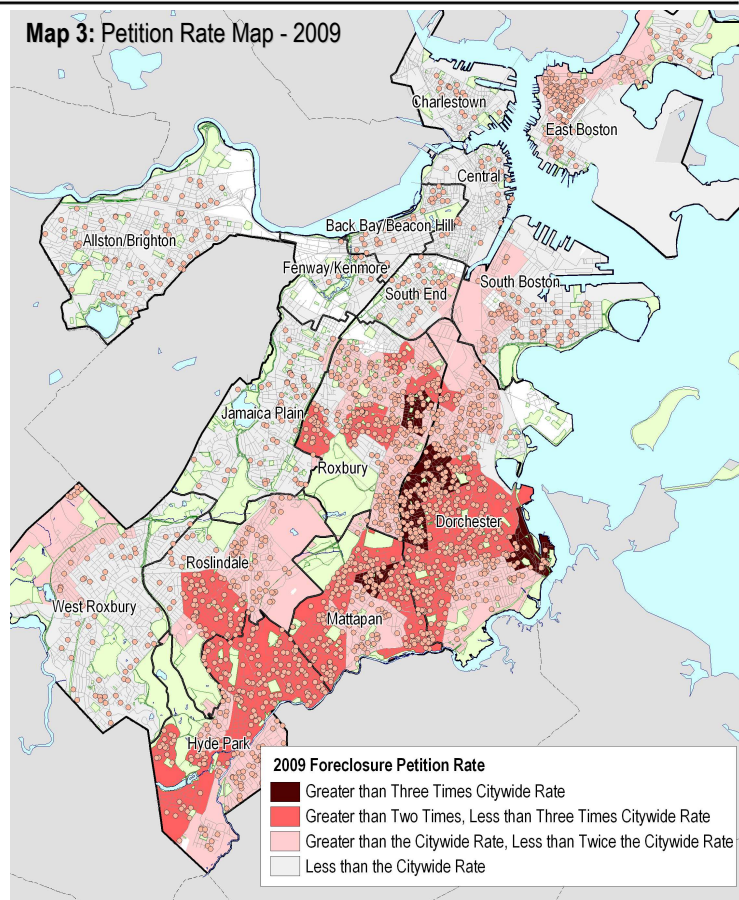 Map 3: Petition Rate Map - 2009
Charlestown
East Boston
Central
Back Bay/Beacon Hill
Allston/Brighton
Fenway/Kenmore
South End
South Boston
Jamaica Plain
Roxbury
Dorchester
Roslindale
West Roxbury
Mattapan
Hyde Park
2009 Foreclosure Petition Rate
Greater than Three Times Citywide Rate
Greater than Two Times, Less than Three Times Citywide Rate
Greater than the Citywide Rate, Less than Twice the Citywide Rate
Less than the Citywide Rate